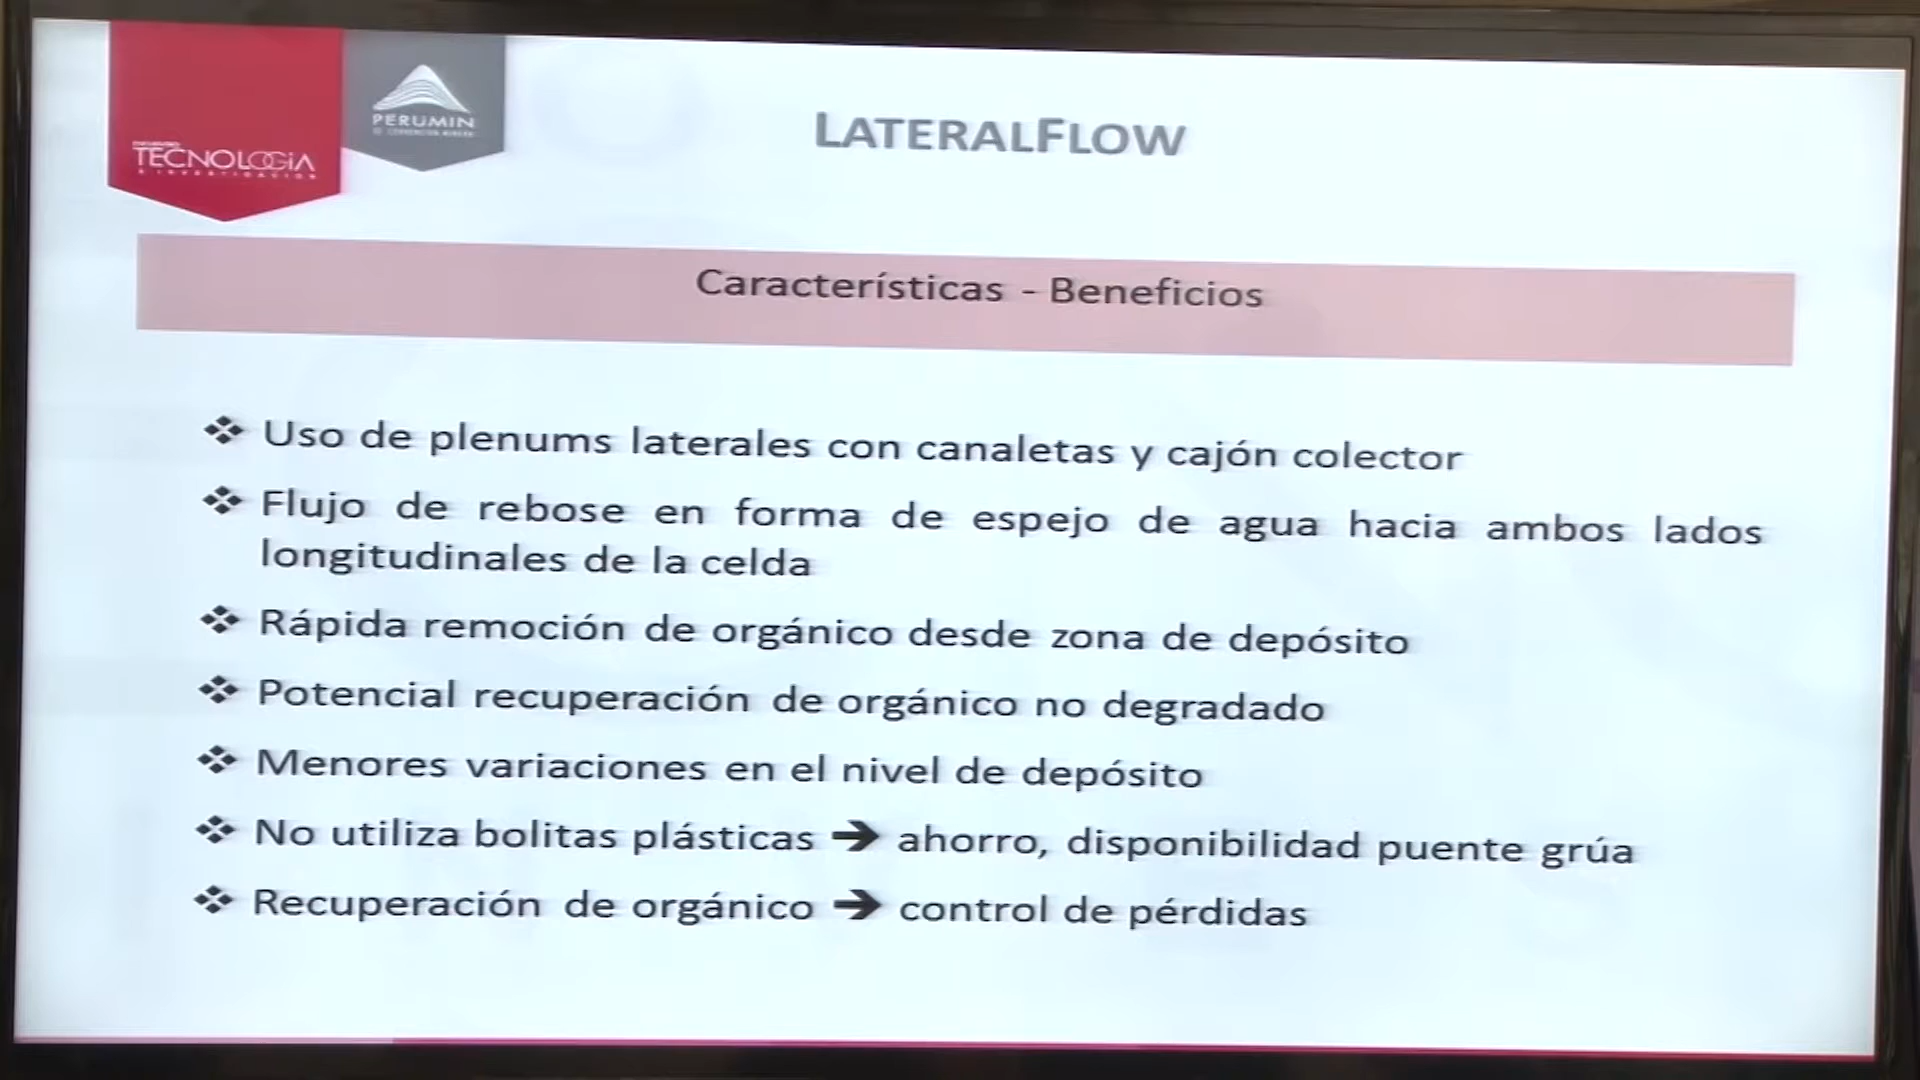 TECNOLOGÍA
PERUMIN
LATERALFLOW
Características - Beneficios
❖ Uso de plenums laterales con canaletas y cajón colector
❖ Flujo de rebose en forma de espejo de agua hacia ambos lados
longitudinales de la celda
❖ Rápida remoción de orgánico desde zona de depósito
❖ Potencial recuperación de orgánico no degradado
❖ Menores variaciones en el nivel de depósito
❖ No utiliza bolitas plásticas ➔ ahorro, disponibilidad puente grúa
❖ Recuperación de orgánico ➔ control de pérdidas